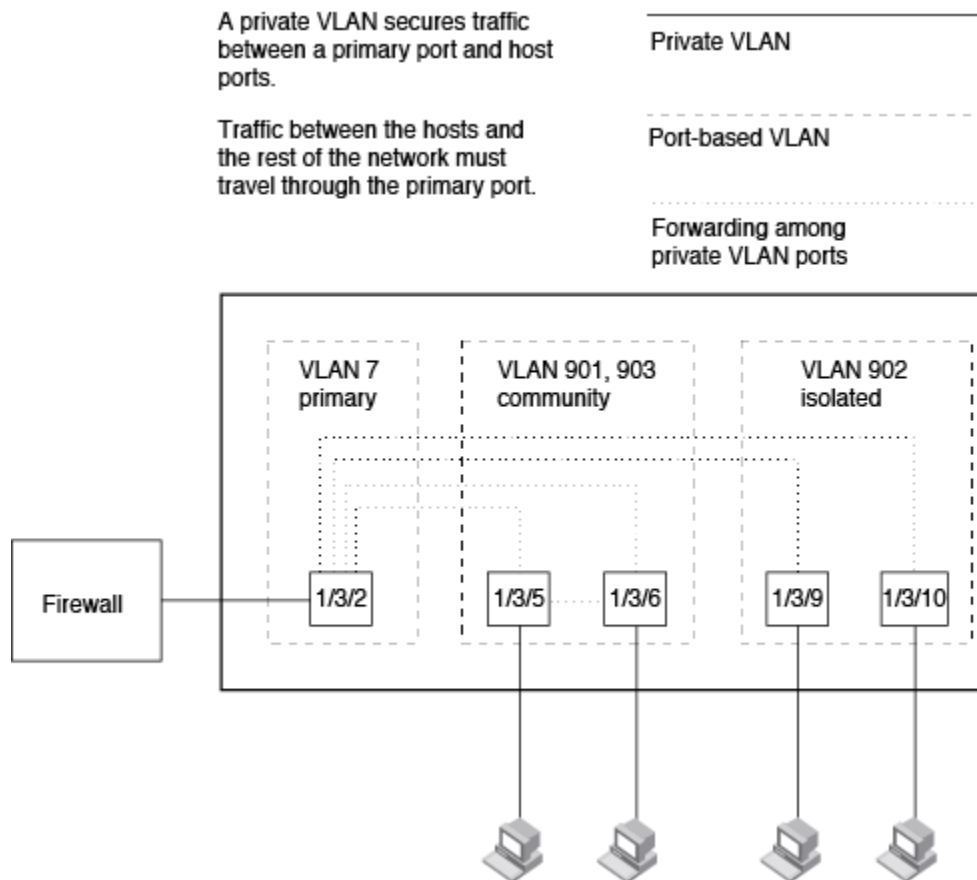 A private VLAN secures traffic
between a primary port and host
ports.
Traffic between the hosts and
the rest of the network must
travel through the primary port.
Private VLAN
Port-based VLAN
Forwarding among
private VLAN ports
VLAN 7
primary
VLAN 901, 903
community
VLAN 902
isolated
Firewall
1/3/2
1/3/5
1/3/6
1/3/9
1/3/10